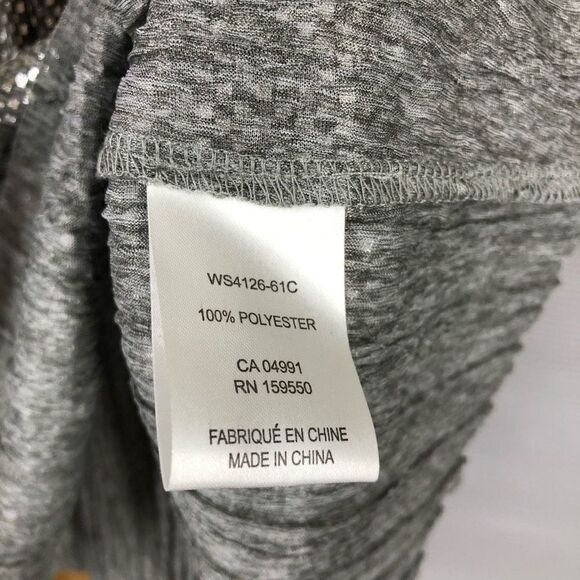 WS4126-61C
100% POLYESTER
CA 04991
RN 159550
FABRIQUÉ EN CHINE
MADE IN CHINA